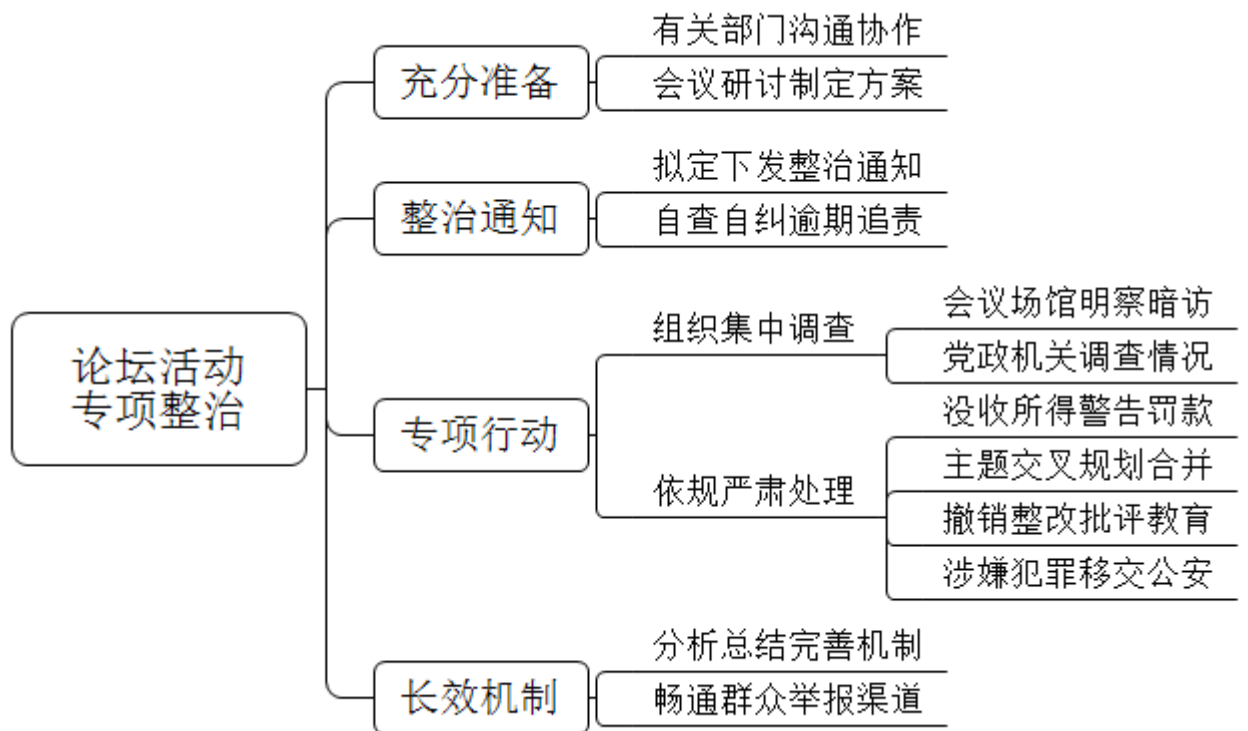 论坛活动
专项整治
充分准备
有关部门沟通协作
会议研讨制定方案
整治通知
拟定下发整治通知
自查自纠逾期追责
专项行动
组织集中调查
会议场馆明察暗访
党政机关调查情况
依规严肃处理
没收所得警告罚款
主题交叉规划合并
撤销整改批评教育
涉嫌犯罪移交公安
长效机制
分析总结完善机制
畅通群众举报渠道